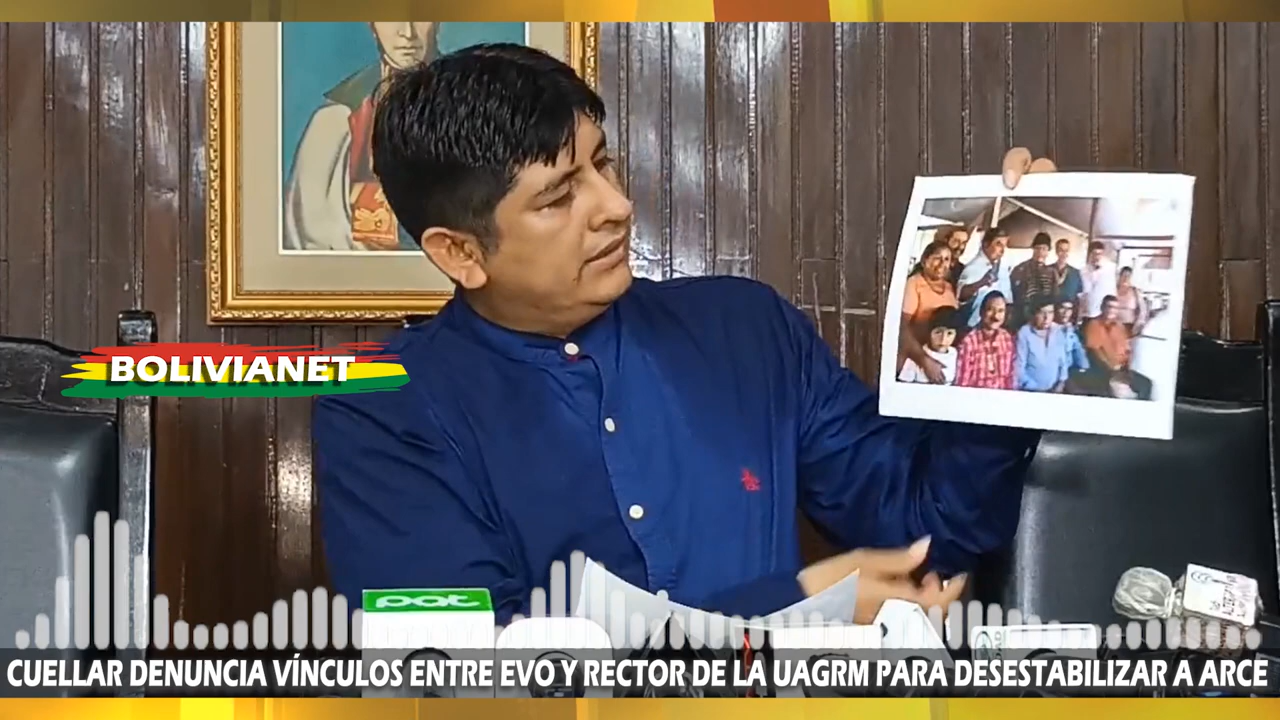 BOLIVIANET
pat
CUELLAR DENUNCIA VÍNCULOS ENTRE EVO Y RECTOR DE LA UAGRM PARA DESESTABILIZAR A ARCE